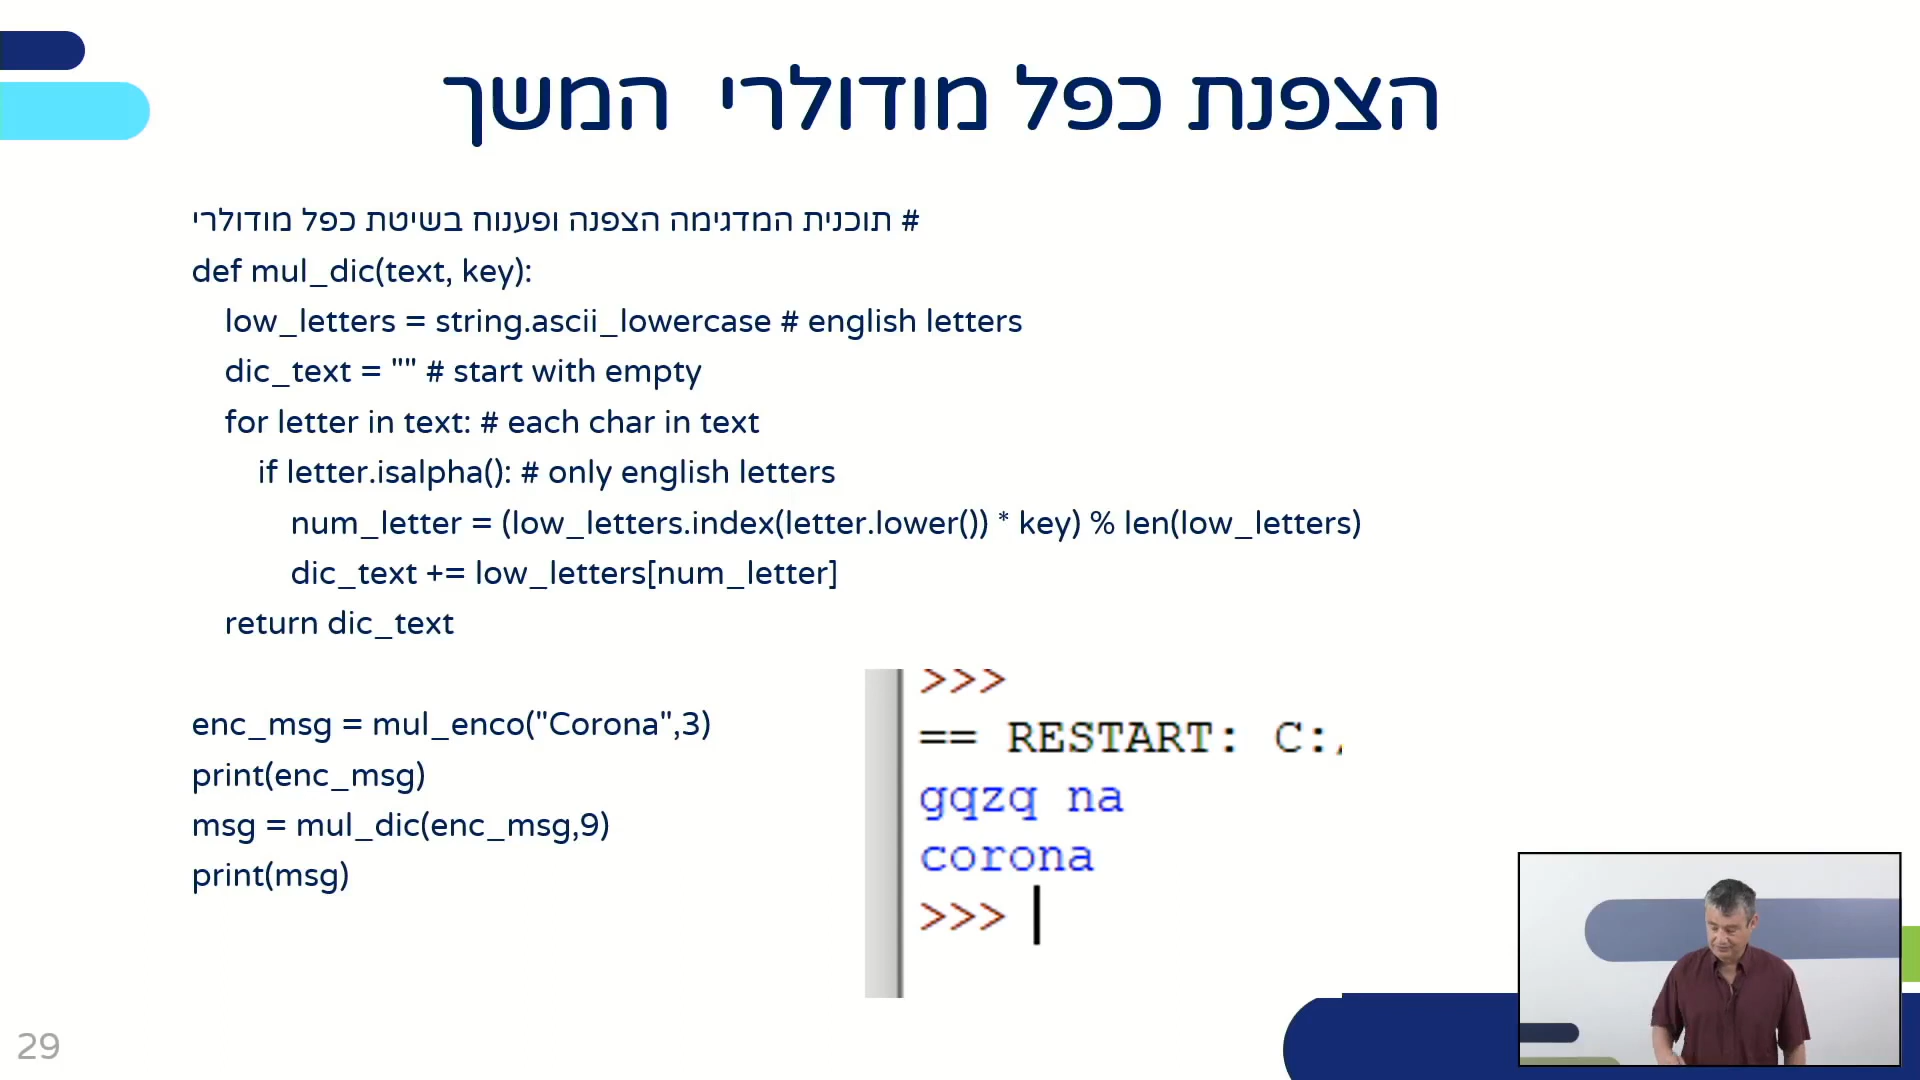 הצפנת כפל מודולרי המשך
# תוכנית המדגימה הצפנה ופענוח בשיטת כפל מודולרי
def mul_dic(text, key):
low_letters = string.ascii_lowercase # english letters
dic_text = "" # start with empty
for letter in text: # each char in text
if letter.isalpha(): # only english letters
num_letter = (low_letters.index(letter.lower()) * key) % len(low_letters)
dic_text += low_letters[num_letter]
return dic_text
enc_msg = mul_enco("Corona",3)
print(enc_msg)
msg = mul_dic(enc_msg,9)
print(msg)
>>>
== RESTART: C:
gqzq na
corona
>>>
29